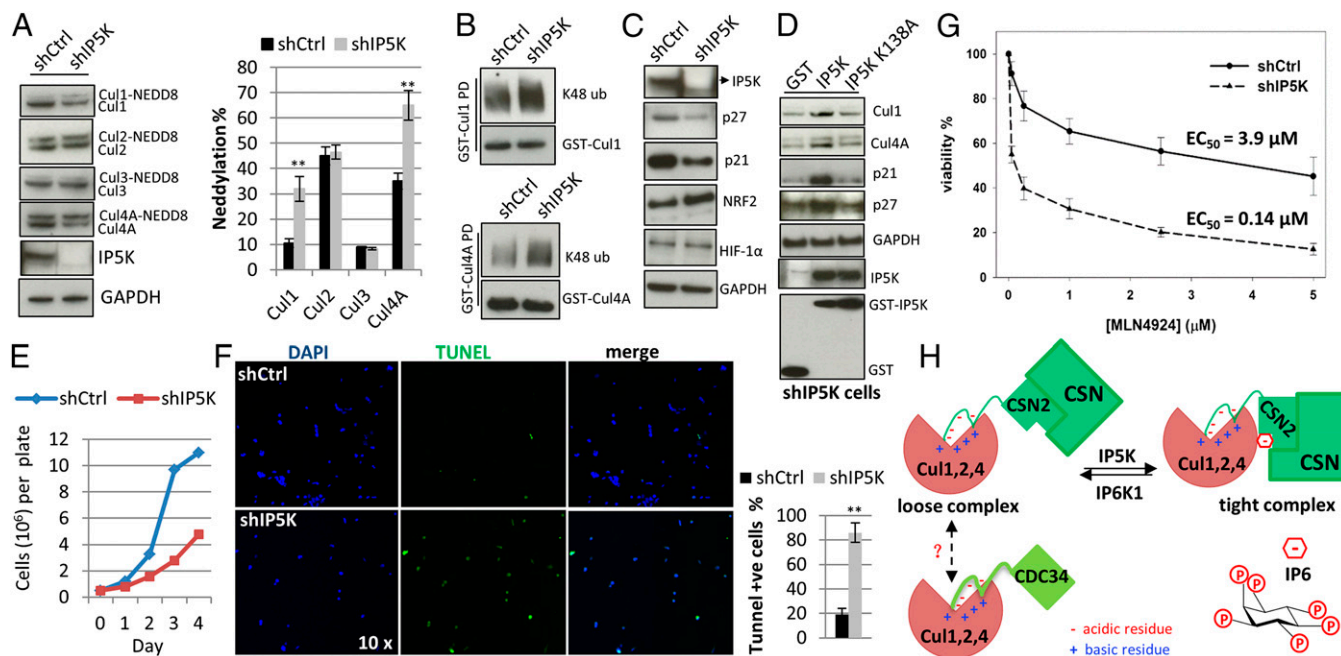 A
shCtrl
shIP5K
Cul1-NEDD8
Cul1
Cul2-NEDD8
Cul2
Cul3-NEDD8
Cul3
Cul4A-NEDD8
Cul4A
IP5K
GAPDH
shCtrl shIP5K
Neddylation %
80
70
60
50
40
30
20
10
0
**
**
Cul1
Cul2
Cul3
Cul4A
B
shCtrl
shIP5K
GST-Cul1 PD
K48 ub
GST-Cul1
shCtrl
shIP5K
GST-Cul4A PD
K48 ub
GST-Cul4A
C
shCtrl
shIP5K
IP5K
p27
p21
NRF2
HIF-1α
GAPDH
D
GST
IP5K
IP5K K138A
Cul1
Cul4A
p21
p27
GAPDH
IP5K
GST-IP5K
GST
shIP5K cells
G
viability %
100
80
60
40
20
0
shCtrl
shIP5K
EC50 = 3.9 μM
EC50 = 0.14 μM
0 1 2 3 4 5
[MLN4924] (μM)
E
shCtrl shIP5K
Cells (10⁶) per plate
12
10
8
6
4
2
0
0 1 2 3 4
Day
F
DAPI TUNEL merge
shCtrl
shIP5K
10 x
shCtrl shIP5K
Tunnel +ve cells %
100
80
60
40
20
0
**
H
CSN2
CSN
Cul1,2,4
loose complex
IP5K
IP6K1
CSN2
CSN
-
Cul1,2,4
tight complex
?
CDC34
Cul1,2,4
-
IP6
P
P
P
P
P
P
- acidic residue
+ basic residue